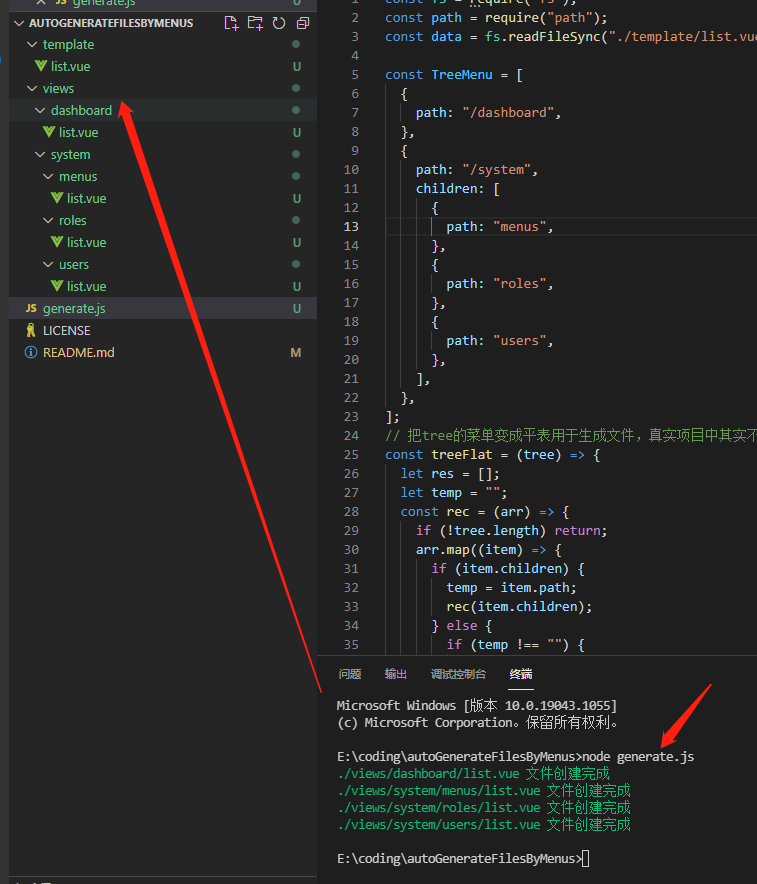 generate.js
AUTOGENERATEFILESBYMENUS
template
list.vue U
views
dashboard
list.vue U
system
menus
list.vue U
roles
list.vue U
users
list.vue U
JS generate.js U
LICENSE
README.md M
1 const fs = require("fs");
2 const path = require("path");
3 const data = fs.readFileSync("./template/list.vue
4
5 const TreeMenu = [
6 {
7 path: "/dashboard",
8 },
9 {
10 path: "/system",
11 children: [
12 {
13 path: "menus",
14 },
15 {
16 path: "roles",
17 },
18 {
19 path: "users",
20 },
21 ],
22 },
23 ];
24 // 把tree的菜单变成平表用于生成文件，真实项目中其实不
25 const treeFlat = (tree) => {
26 let res = [];
27 let temp = "";
28 const rec = (arr) => {
29 if (!tree.length) return;
30 arr.map((item) => {
31 if (item.children) {
32 temp = item.path;
33 rec(item.children);
34 } else {
35 if (temp !== "") {
问题 输出 调试控制台 终端
Microsoft Windows [版本 10.0.19043.1055]
(c) Microsoft Corporation。保留所有权利。
E:\coding\autoGenerateFilesByMenus>node generate.js
./views/dashboard/list.vue 文件创建完成
./views/system/menus/list.vue 文件创建完成
./views/system/roles/list.vue 文件创建完成
./views/system/users/list.vue 文件创建完成
E:\coding\autoGenerateFilesByMenus>